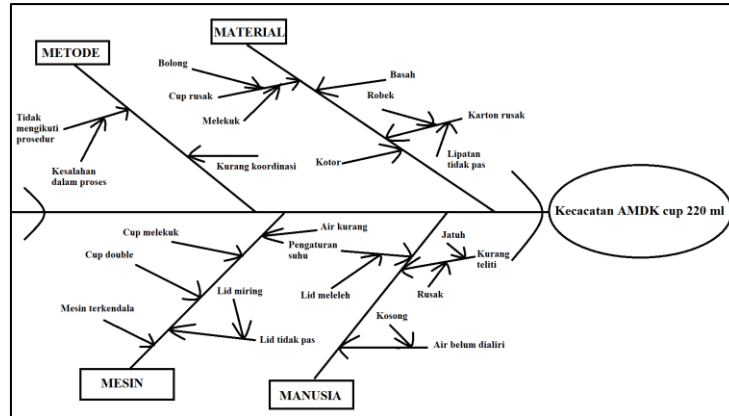 MATERIAL
METODE
Bolong
Basah
Cup rusak
Robek
Karton rusak
Melekuk
Tidak
mengikuti
prosedur
Kotor
Lipatan
tidak pas
Kurang koordinasi
Kesalahan
dalam proses
Kecacatan AMDK cup 220 ml
Cup melekuk
Air kurang
Pengaturan
suhu
Jatuh
Kurang
teliti
Cup double
Lid miring
Lid meleleh
Rusak
Mesin terkendala
Kosong
Lid tidak pas
Air belum dialiri
MESIN
MANUSIA